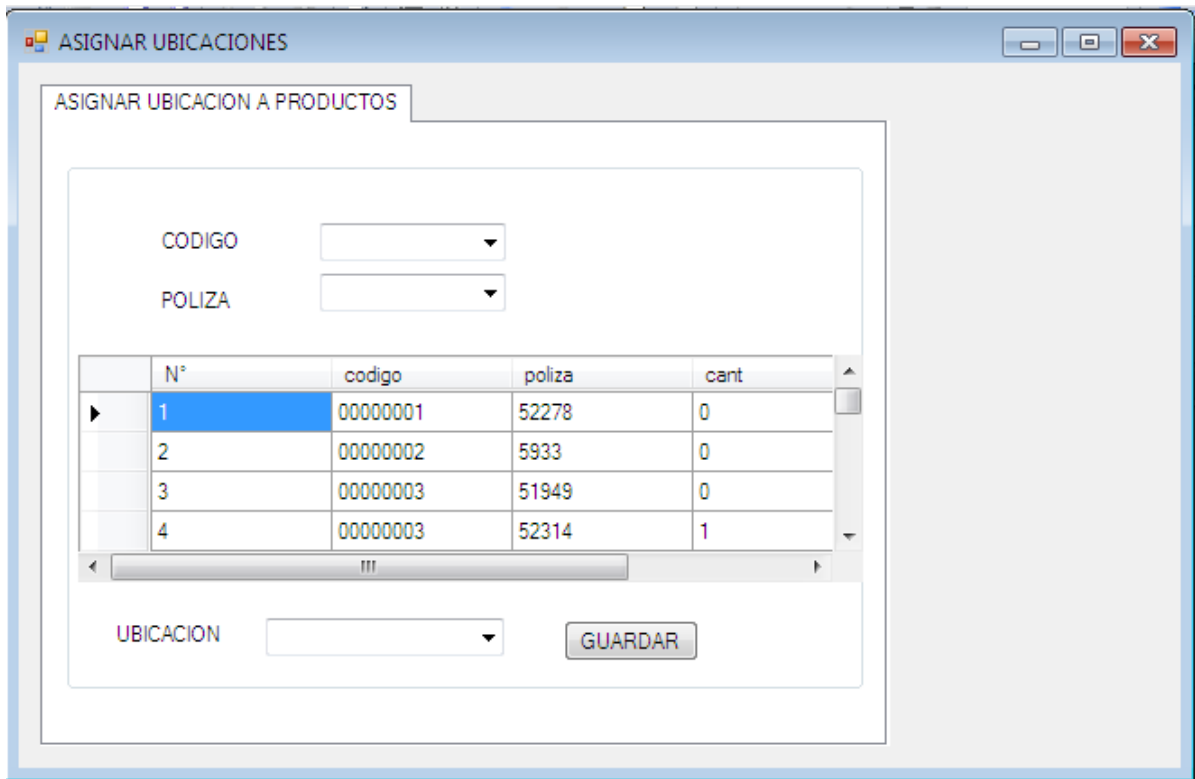 ASIGNAR UBICACIONES
ASIGNAR UBICACION A PRODUCTOS
CODIGO
POLIZA
N° codigo poliza cant
1 00000001 52278 0
2 00000002 5933 0
3 00000003 51949 0
4 00000003 52314 1
UBICACION GUARDAR